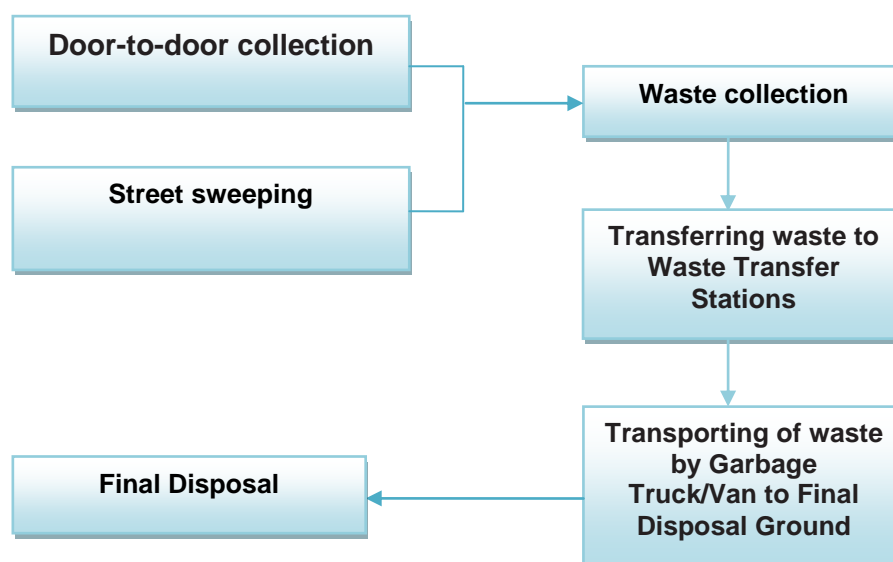 Door-to-door collection
Street sweeping
Waste collection
Transferring waste to
Waste Transfer
Stations
Transporting of waste
by Garbage
Truck/Van to Final
Disposal Ground
Final Disposal